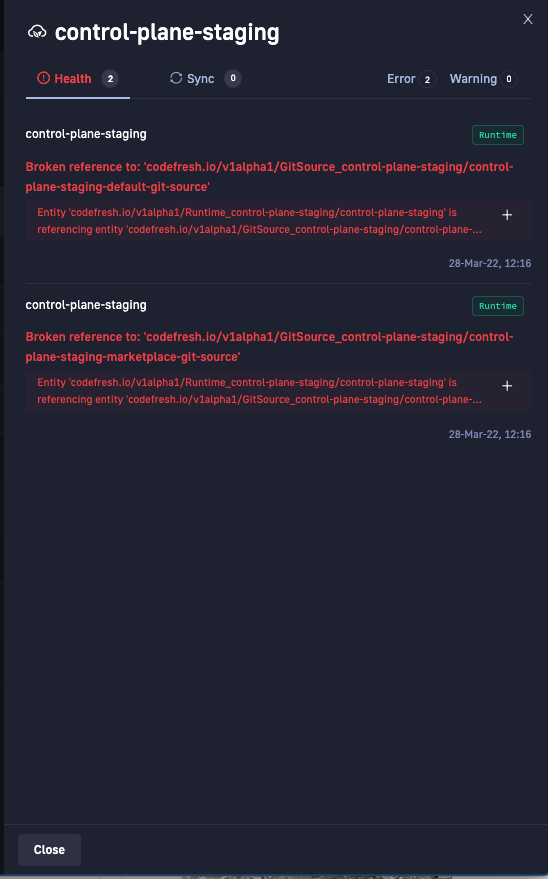 control-plane-staging
Health 2 Sync 0 Error 2 Warning 0
control-plane-staging Runtime
Broken reference to: 'codefresh.io/v1alpha1/GitSource_control-plane-staging/control-
plane-staging-default-git-source'
Entity 'codefresh.io/v1alpha1/Runtime_control-plane-staging/control-plane-staging' is
referencing entity 'codefresh.io/v1alpha1/GitSource_control-plane-staging/control-plane-...
28-Mar-22, 12:16
control-plane-staging Runtime
Broken reference to: 'codefresh.io/v1alpha1/GitSource_control-plane-staging/control-
plane-staging-marketplace-git-source'
Entity 'codefresh.io/v1alpha1/Runtime_control-plane-staging/control-plane-staging' is
referencing entity 'codefresh.io/v1alpha1/GitSource_control-plane-staging/control-plane-...
28-Mar-22, 12:16
Close